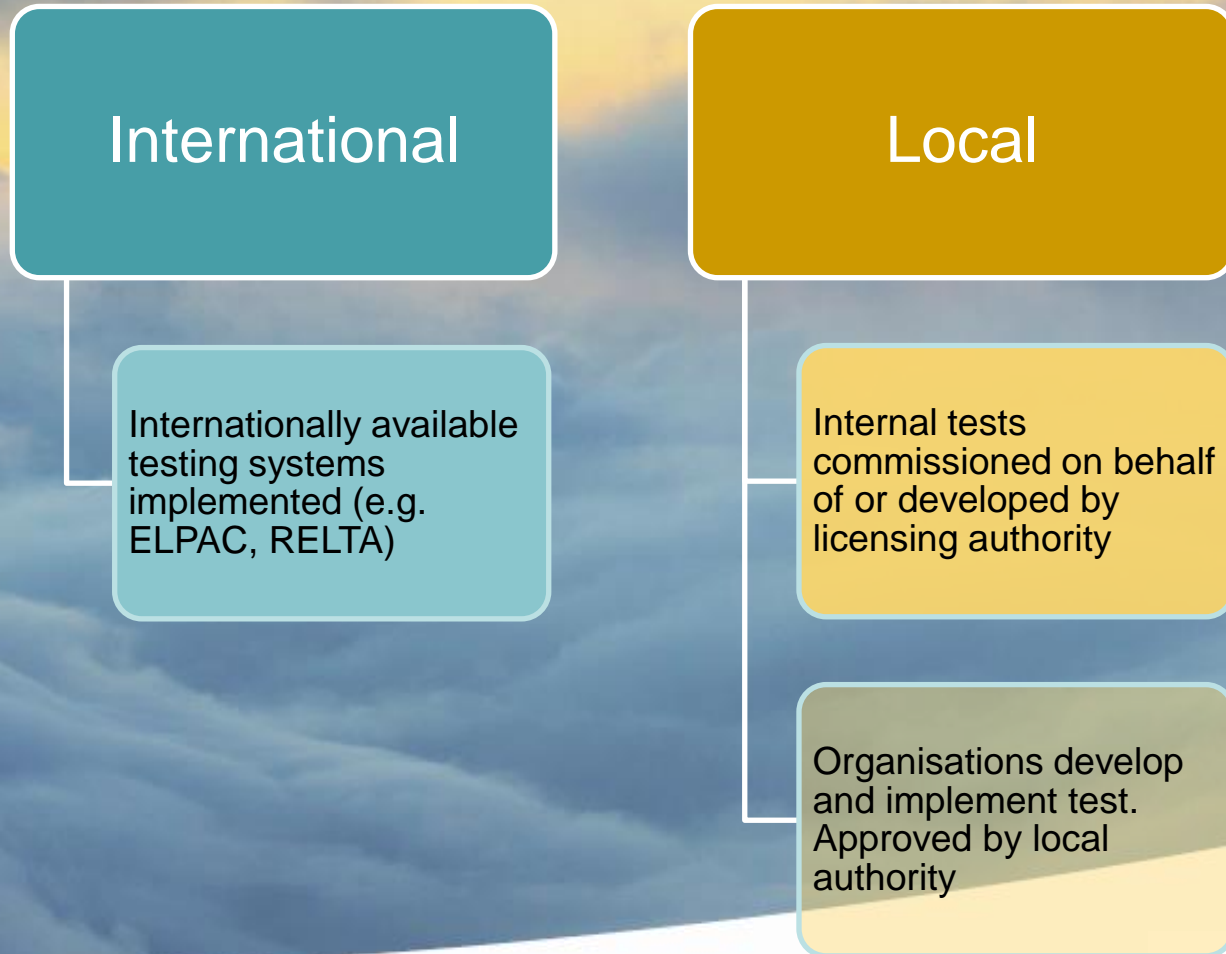 International
Internationally available
testing systems
implemented (e.g.
ELPAC, RELTA)
Local
Internal tests
commissioned on behalf
of or developed by
licensing authority
Organisations develop
and implement test.
Approved by local
authority